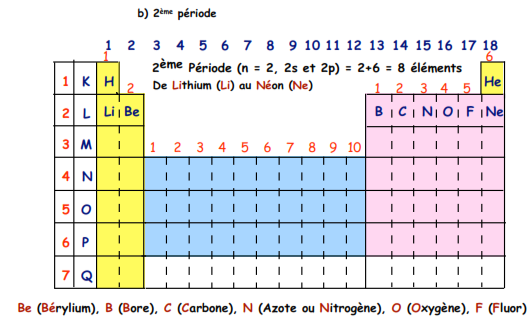 b) 2ème période
1 2 3 4 5 6 7 8 9 10 11 12 13 14 15 16 17 18
1 6
1 K H 2ème Période (n = 2, 2s et 2p) = 2+6 = 8 éléments He
2 De Lithium (Li) au Néon (Ne) 1 2 3 4 5
2 L Li Be B C N O F Ne
3 M 1 2 3 4 5 6 7 8 9 10
4 N
5 O
6 P
7 Q
Be (Bérylium), B (Bore), C (Carbone), N (Azote ou Nitrogène), O (Oxygène), F (Fluor)